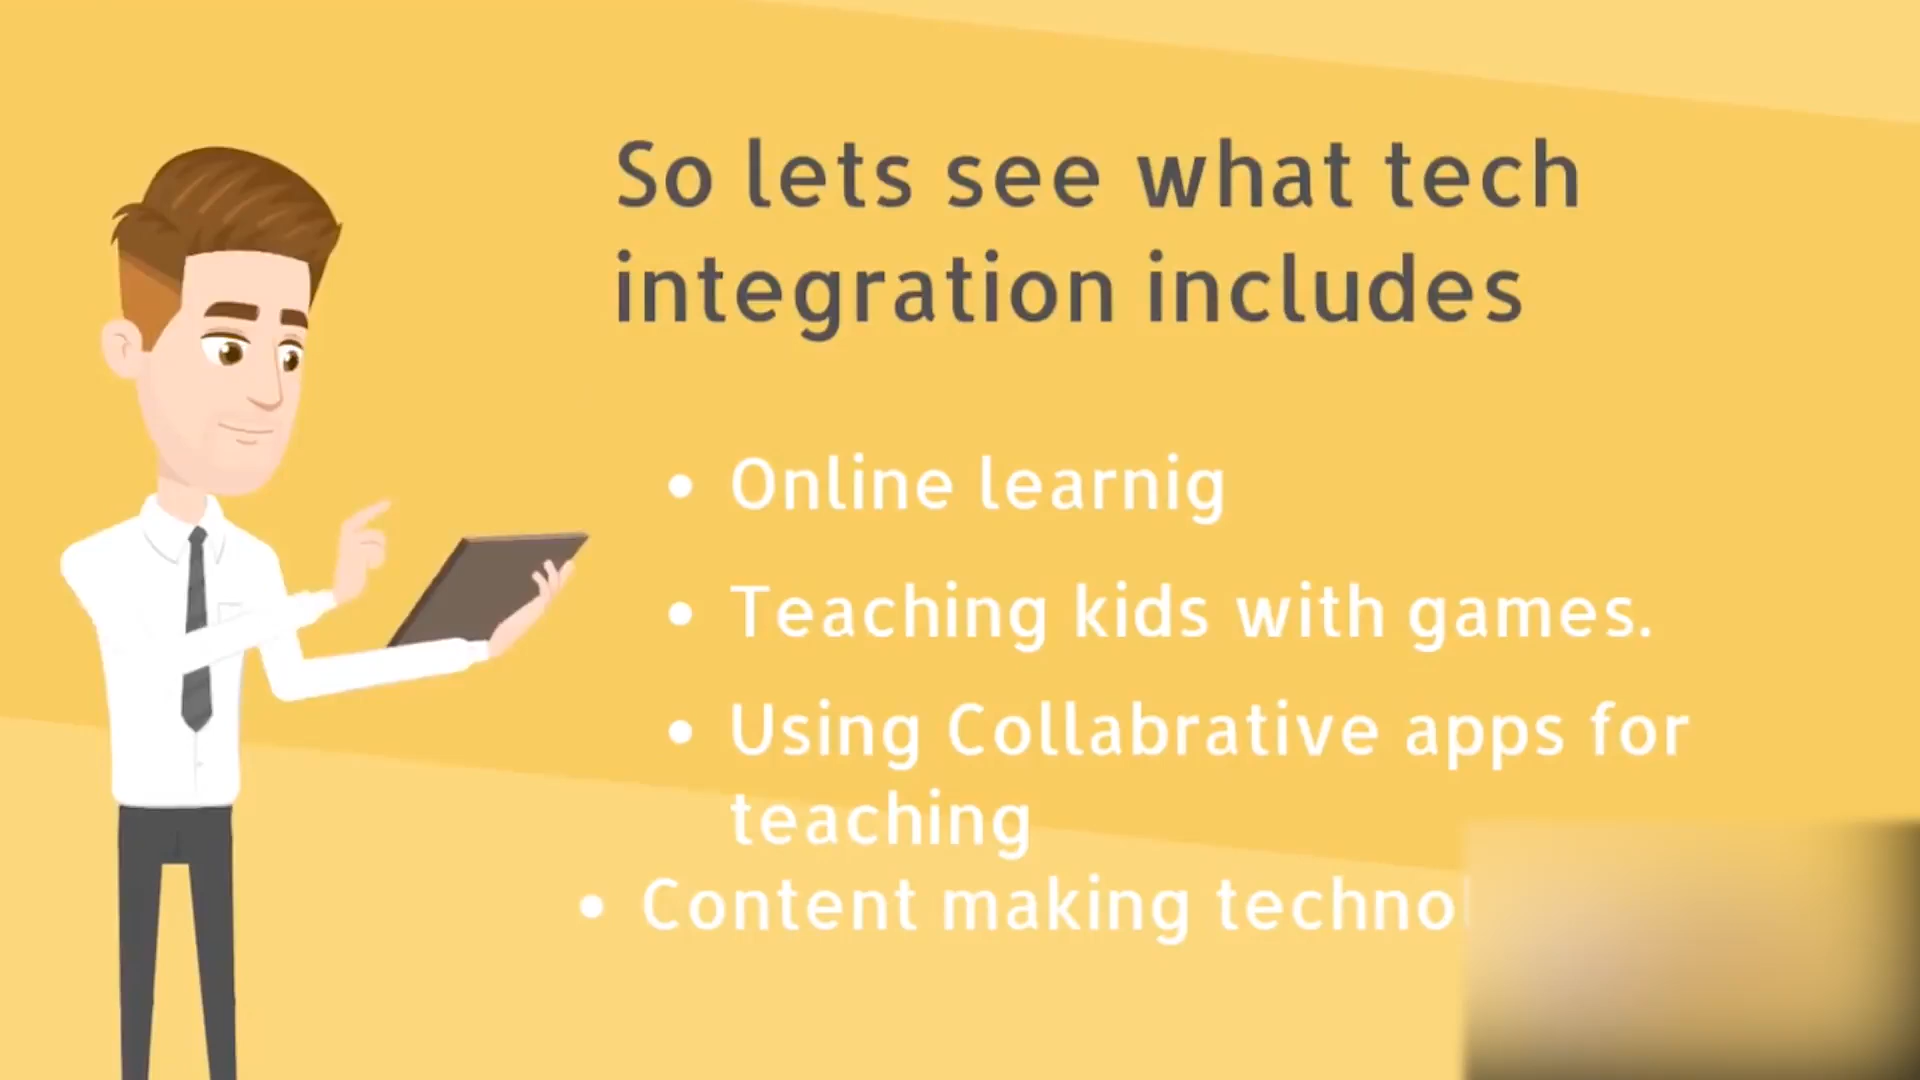 So lets see what tech
integration includes
• Online learnig
• Teaching kids with games.
• Using Collabrative apps for
teaching
• Content making